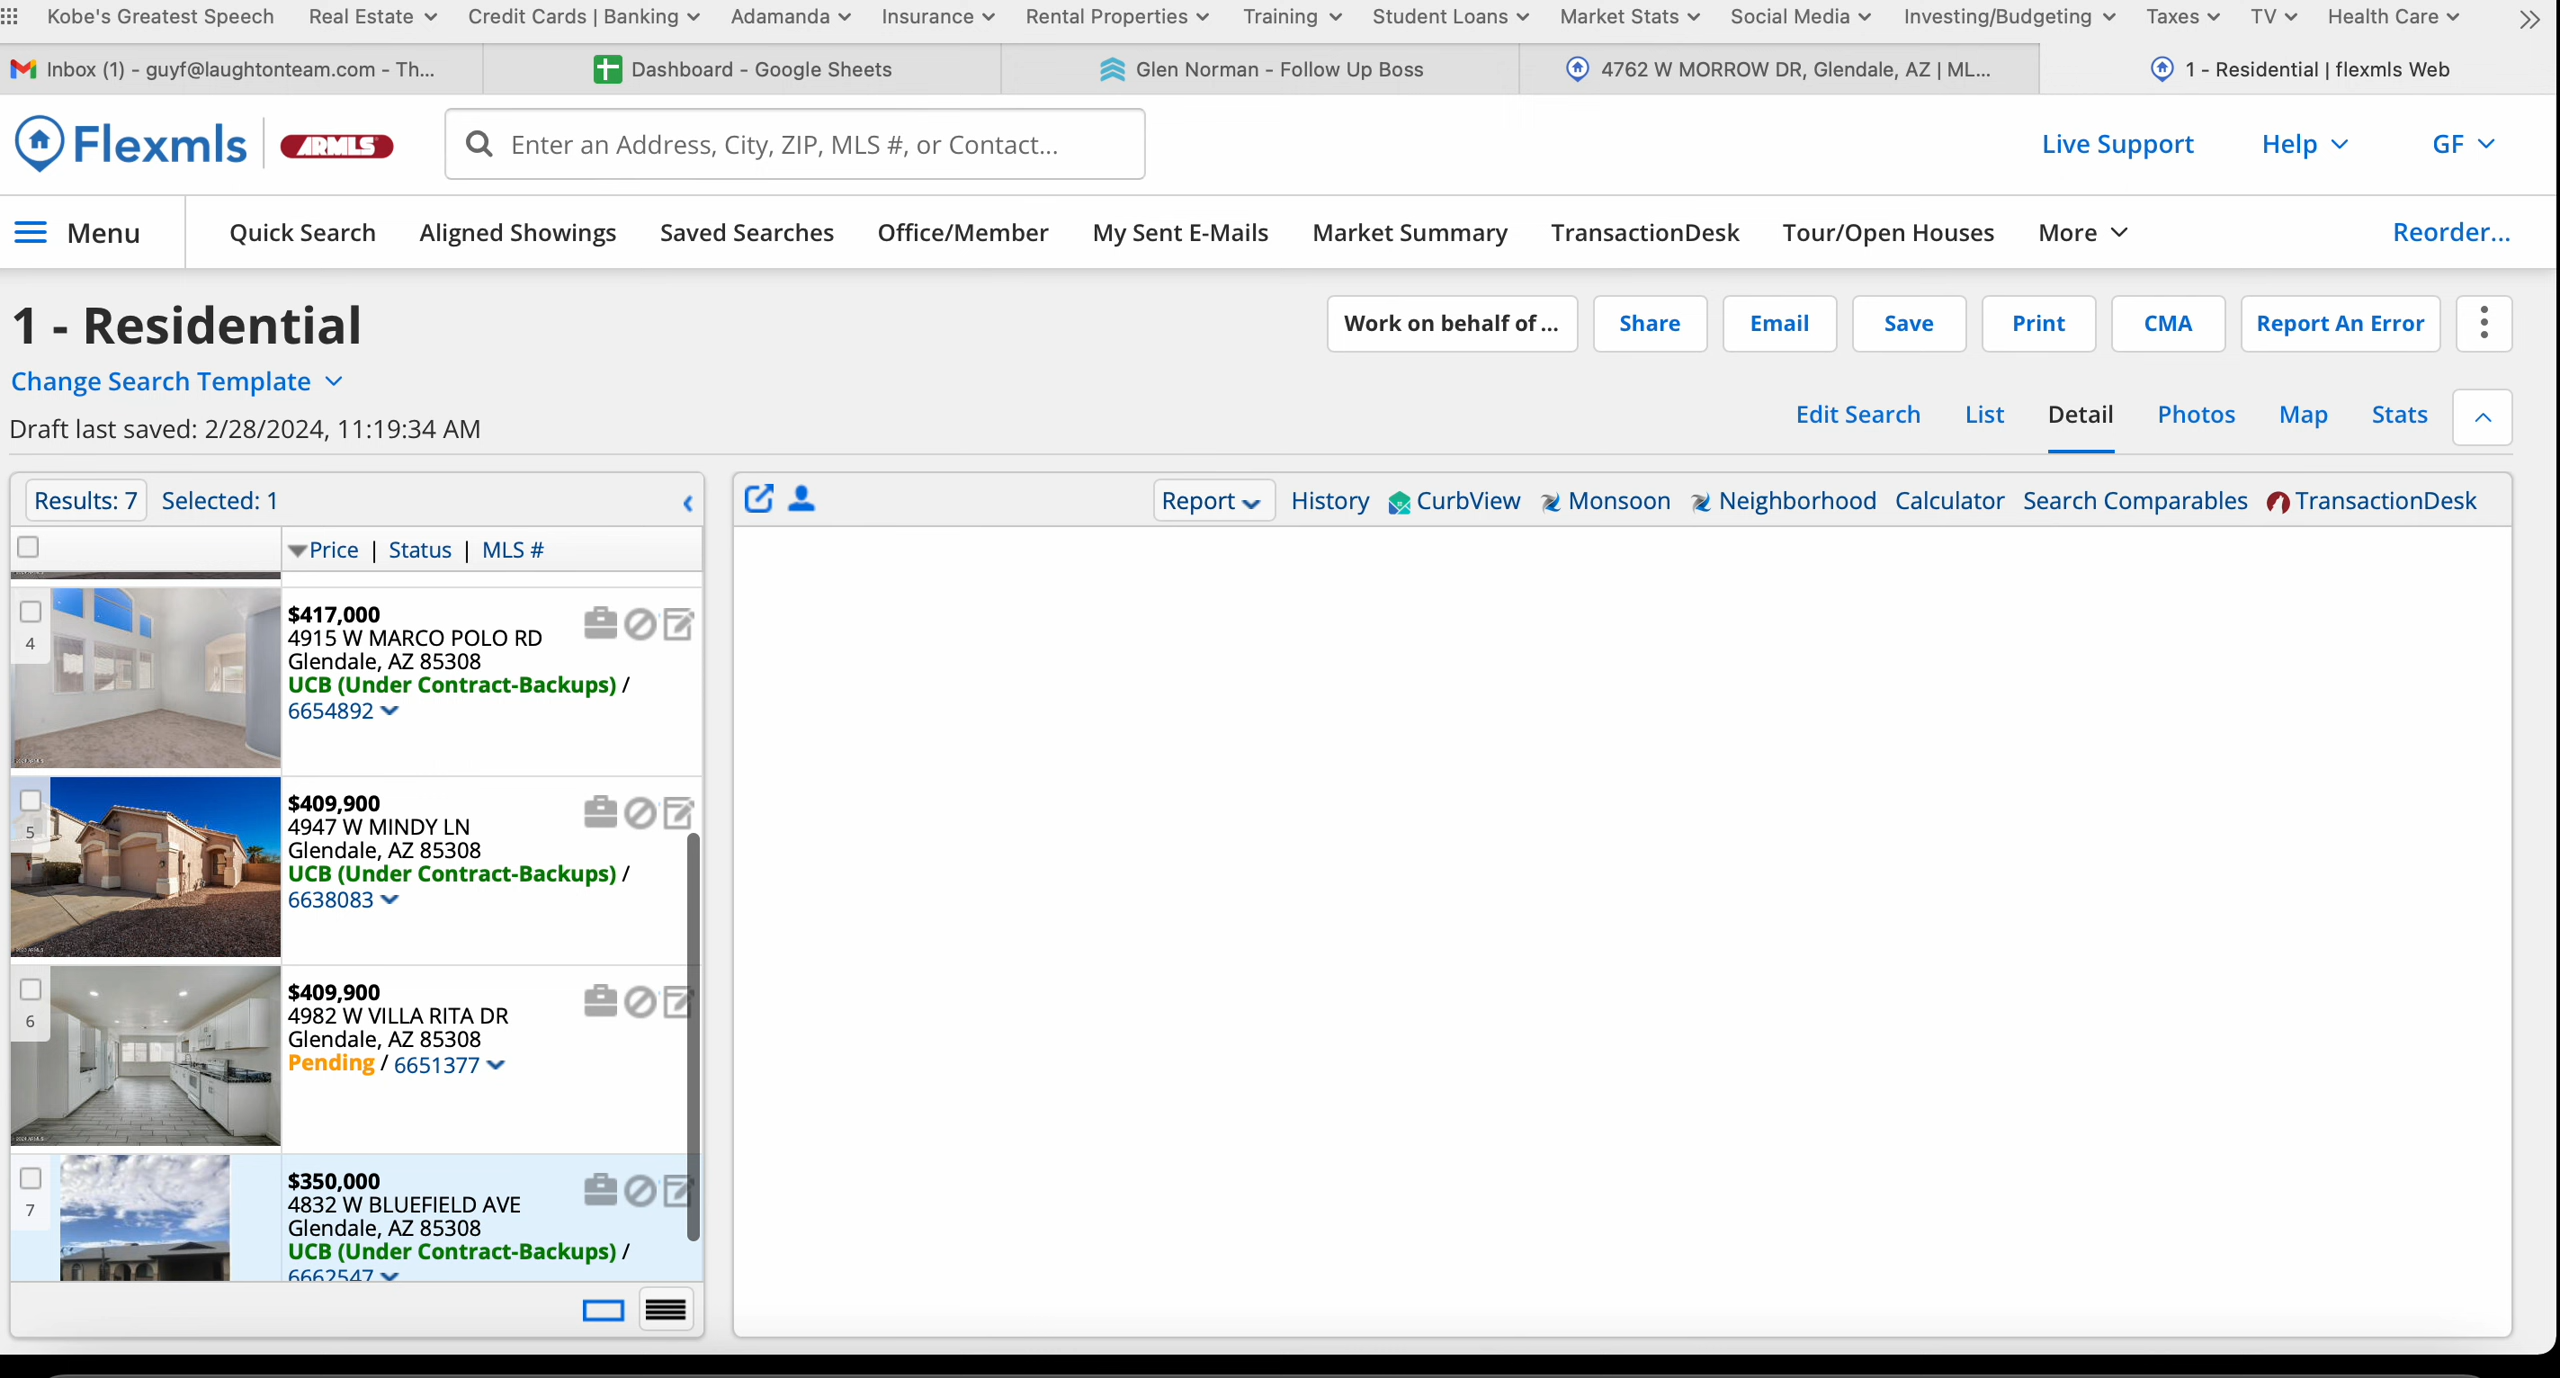 Kobe's Greatest Speech Real Estate Credit Cards | Banking Adamanda Insurance Rental Properties Training Student Loans Market Stats Social Media Investing/Budgeting Taxes TV Health Care
Inbox (1) - guyf@laughtonteam.com - Th... Dashboard - Google Sheets Glen Norman - Follow Up Boss 4762 W MORROW DR, Glendale, AZ | ML... 1 - Residential | flexmls Web
Flexmls ARMLS Enter an Address, City, ZIP, MLS #, or Contact... Live Support Help GF
Menu Quick Search Aligned Showings Saved Searches Office/Member My Sent E-Mails Market Summary TransactionDesk Tour/Open Houses More Reorder...
1 - Residential Work on behalf of ... Share Email Save Print CMA Report An Error
Change Search Template
Edit Search List Detail Photos Map Stats
Draft last saved: 2/28/2024, 11:19:34 AM
Results: 7 Selected: 1 Report History CurbView Monsoon Neighborhood Calculator Search Comparables TransactionDesk
Price | Status | MLS #
4
$417,000
4915 W MARCO POLO RD
Glendale, AZ 85308
UCB (Under Contract-Backups) /
6654892
5
$409,900
4947 W MINDY LN
Glendale, AZ 85308
UCB (Under Contract-Backups) /
6638083
6
$409,900
4982 W VILLA RITA DR
Glendale, AZ 85308
Pending / 6651377
7
$350,000
4832 W BLUEFIELD AVE
Glendale, AZ 85308
UCB (Under Contract-Backups) /
6662547